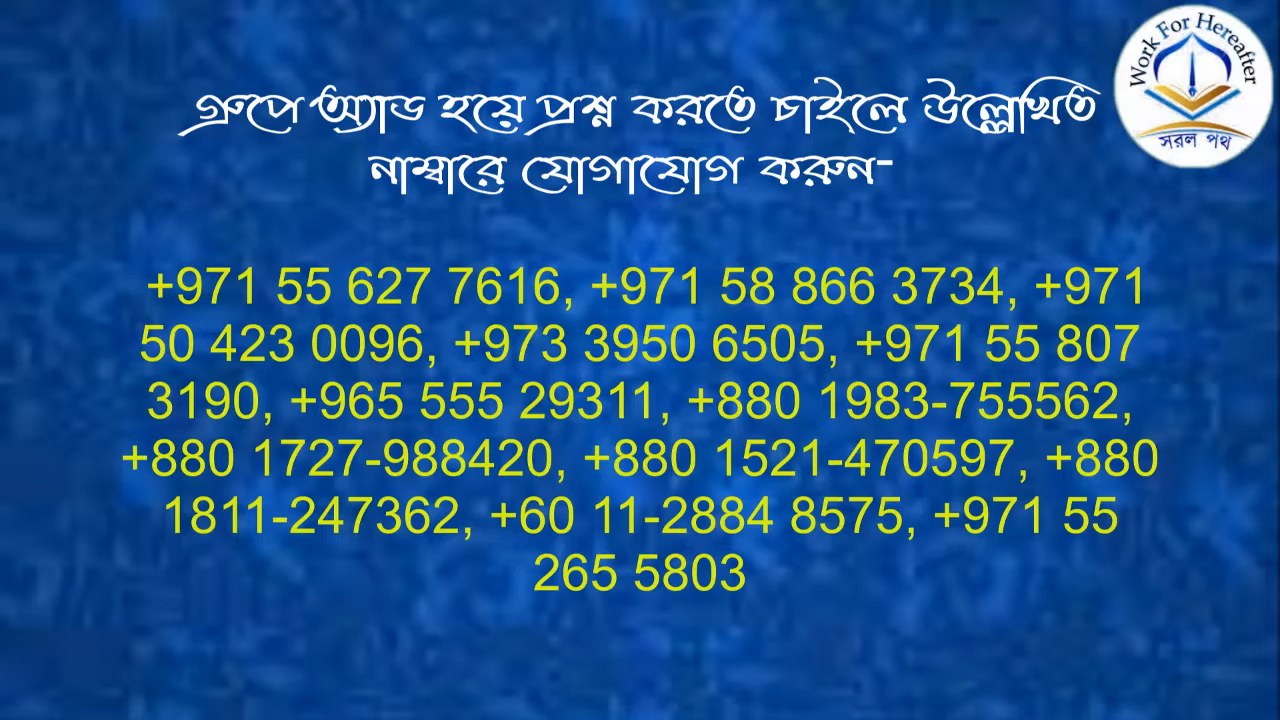 Work For Hereafter
সরল পথ
গ্রুপে অ্যাড হয়ে প্রশ্ন করতে চাইলে উল্লেখিত
নাম্বারে যোগাযোগ করুন-
+971 55 627 7616, +971 58 866 3734, +971
50 423 0096, +973 3950 6505, +971 55 807
3190, +965 555 29311, +880 1983-755562,
+880 1727-988420, +880 1521-470597, +880
1811-247362, +60 11-2884 8575, +971 55
265 5803